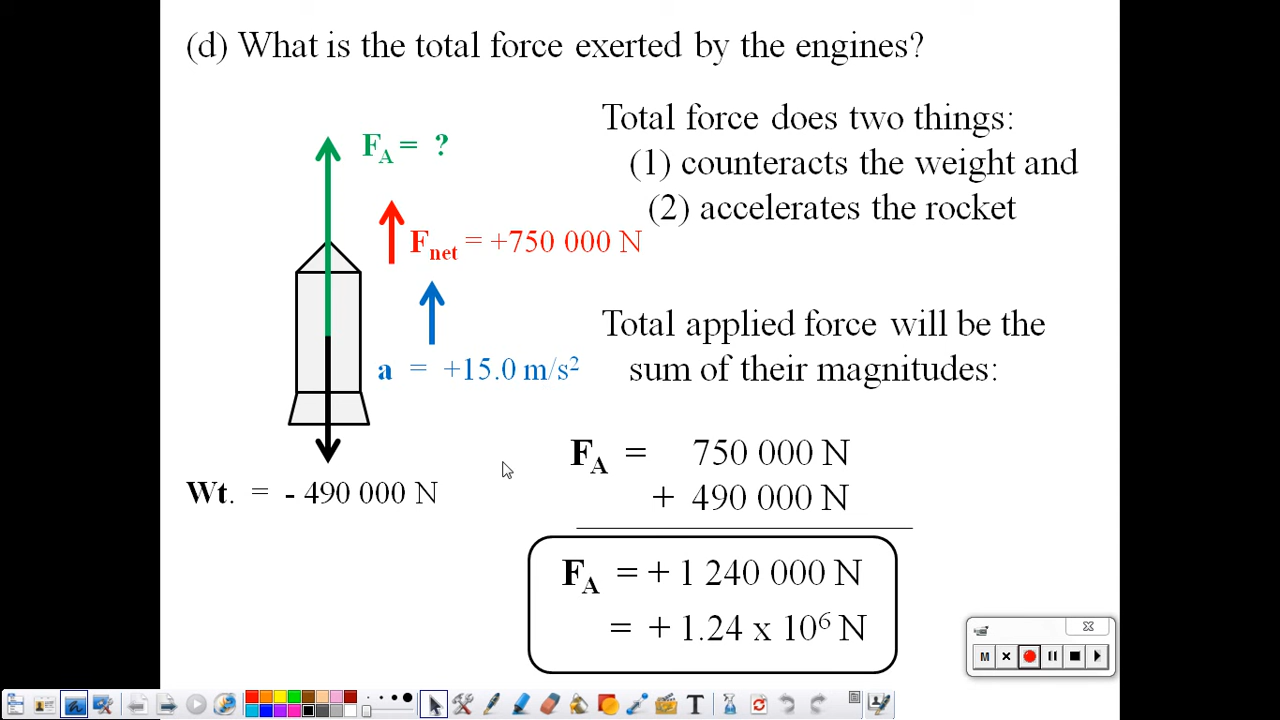 (d) What is the total force exerted by the engines?
Total force does two things:
(1) counteracts the weight and
(2) accelerates the rocket
F_A = ?
F_net = +750 000 N
a = +15.0 m/s²
Wt. = - 490 000 N
Total applied force will be the
sum of their magnitudes:
F_A = 750 000 N
+ 490 000 N
F_A = + 1 240 000 N
= + 1.24 x 10⁶ N
M
T